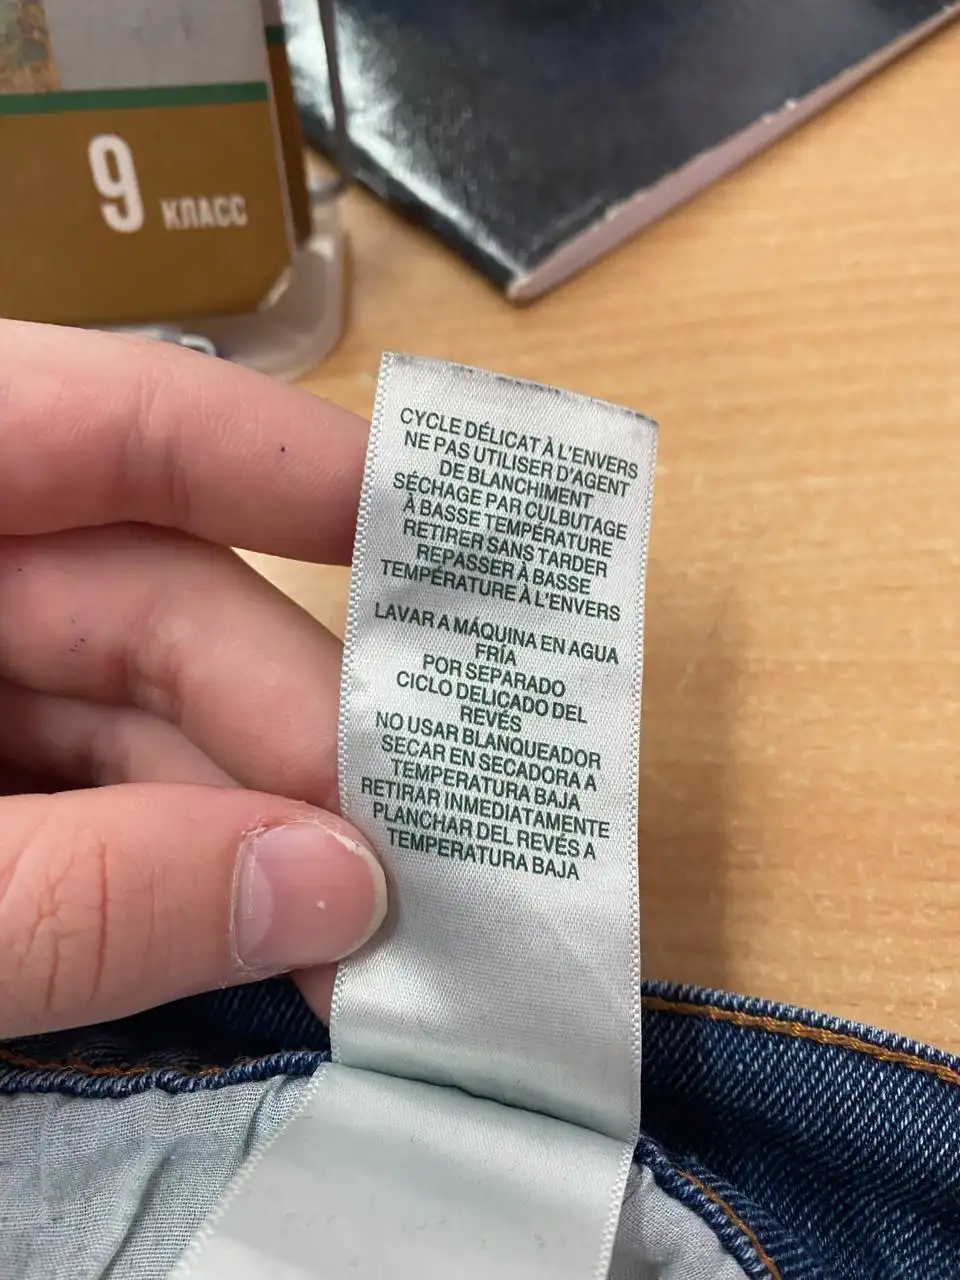 9 КЛАСС
CYCLE DÉLICAT À L'ENVERS
NE PAS UTILISER D'AGENT
DE BLANCHIMENT
SÉCHAGE PAR CULBUTAGE
À BASSE TEMPÉRATURE
RETIRER SANS TARDER
REPASSER À BASSE
TEMPÉRATURE À L'ENVERS
LAVAR A MÁQUINA EN AGUA
FRÍA
POR SEPARADO
CICLO DELICADO DEL
REVÉS
NO USAR BLANQUEADOR
SECAR EN SECADORA A
TEMPERATURA BAJA
RETIRAR INMEDIATAMENTE
PLANCHAR DEL REVÉS A
TEMPERATURA BAJA